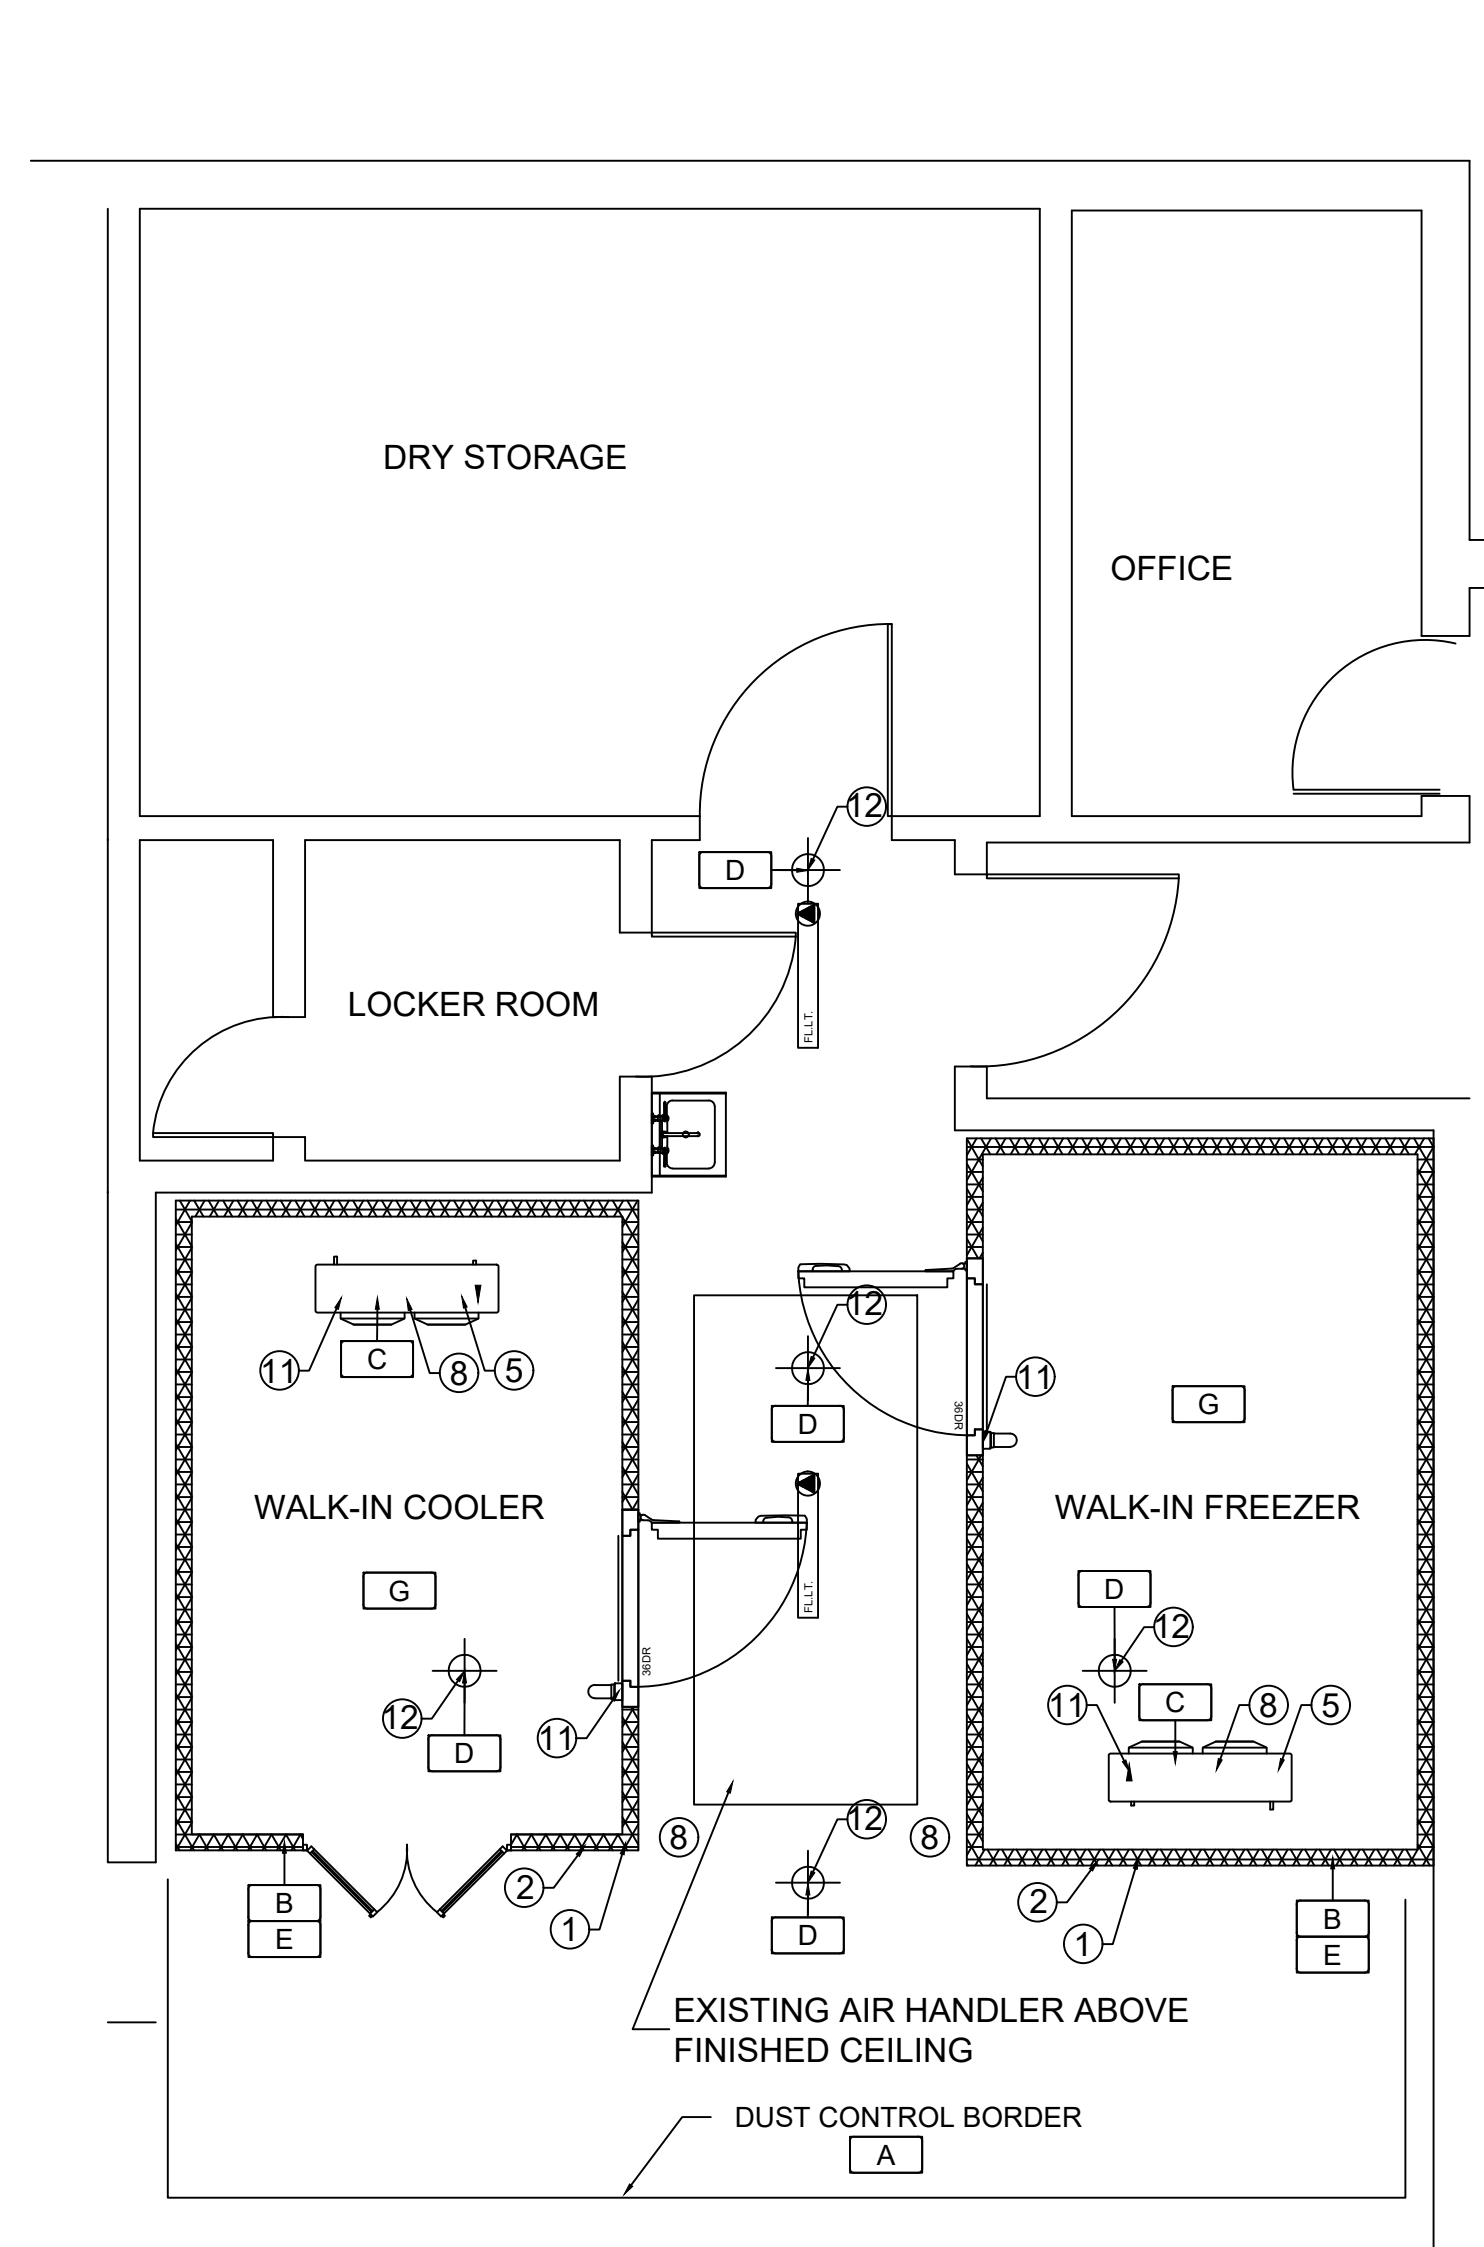 DRY STORAGE
OFFICE
12
D
LOCKER ROOM
FL.LT.
12
11
C
8
5
11
D
36DR
G
WALK-IN COOLER
WALK-IN FREEZER
G
FL.LT.
D
12
36DR
12
11
D
11
C
8
5
8
12
8
2
1
B
E
D
2
1
B
E
EXISTING AIR HANDLER ABOVE
FINISHED CEILING
DUST CONTROL BORDER
A